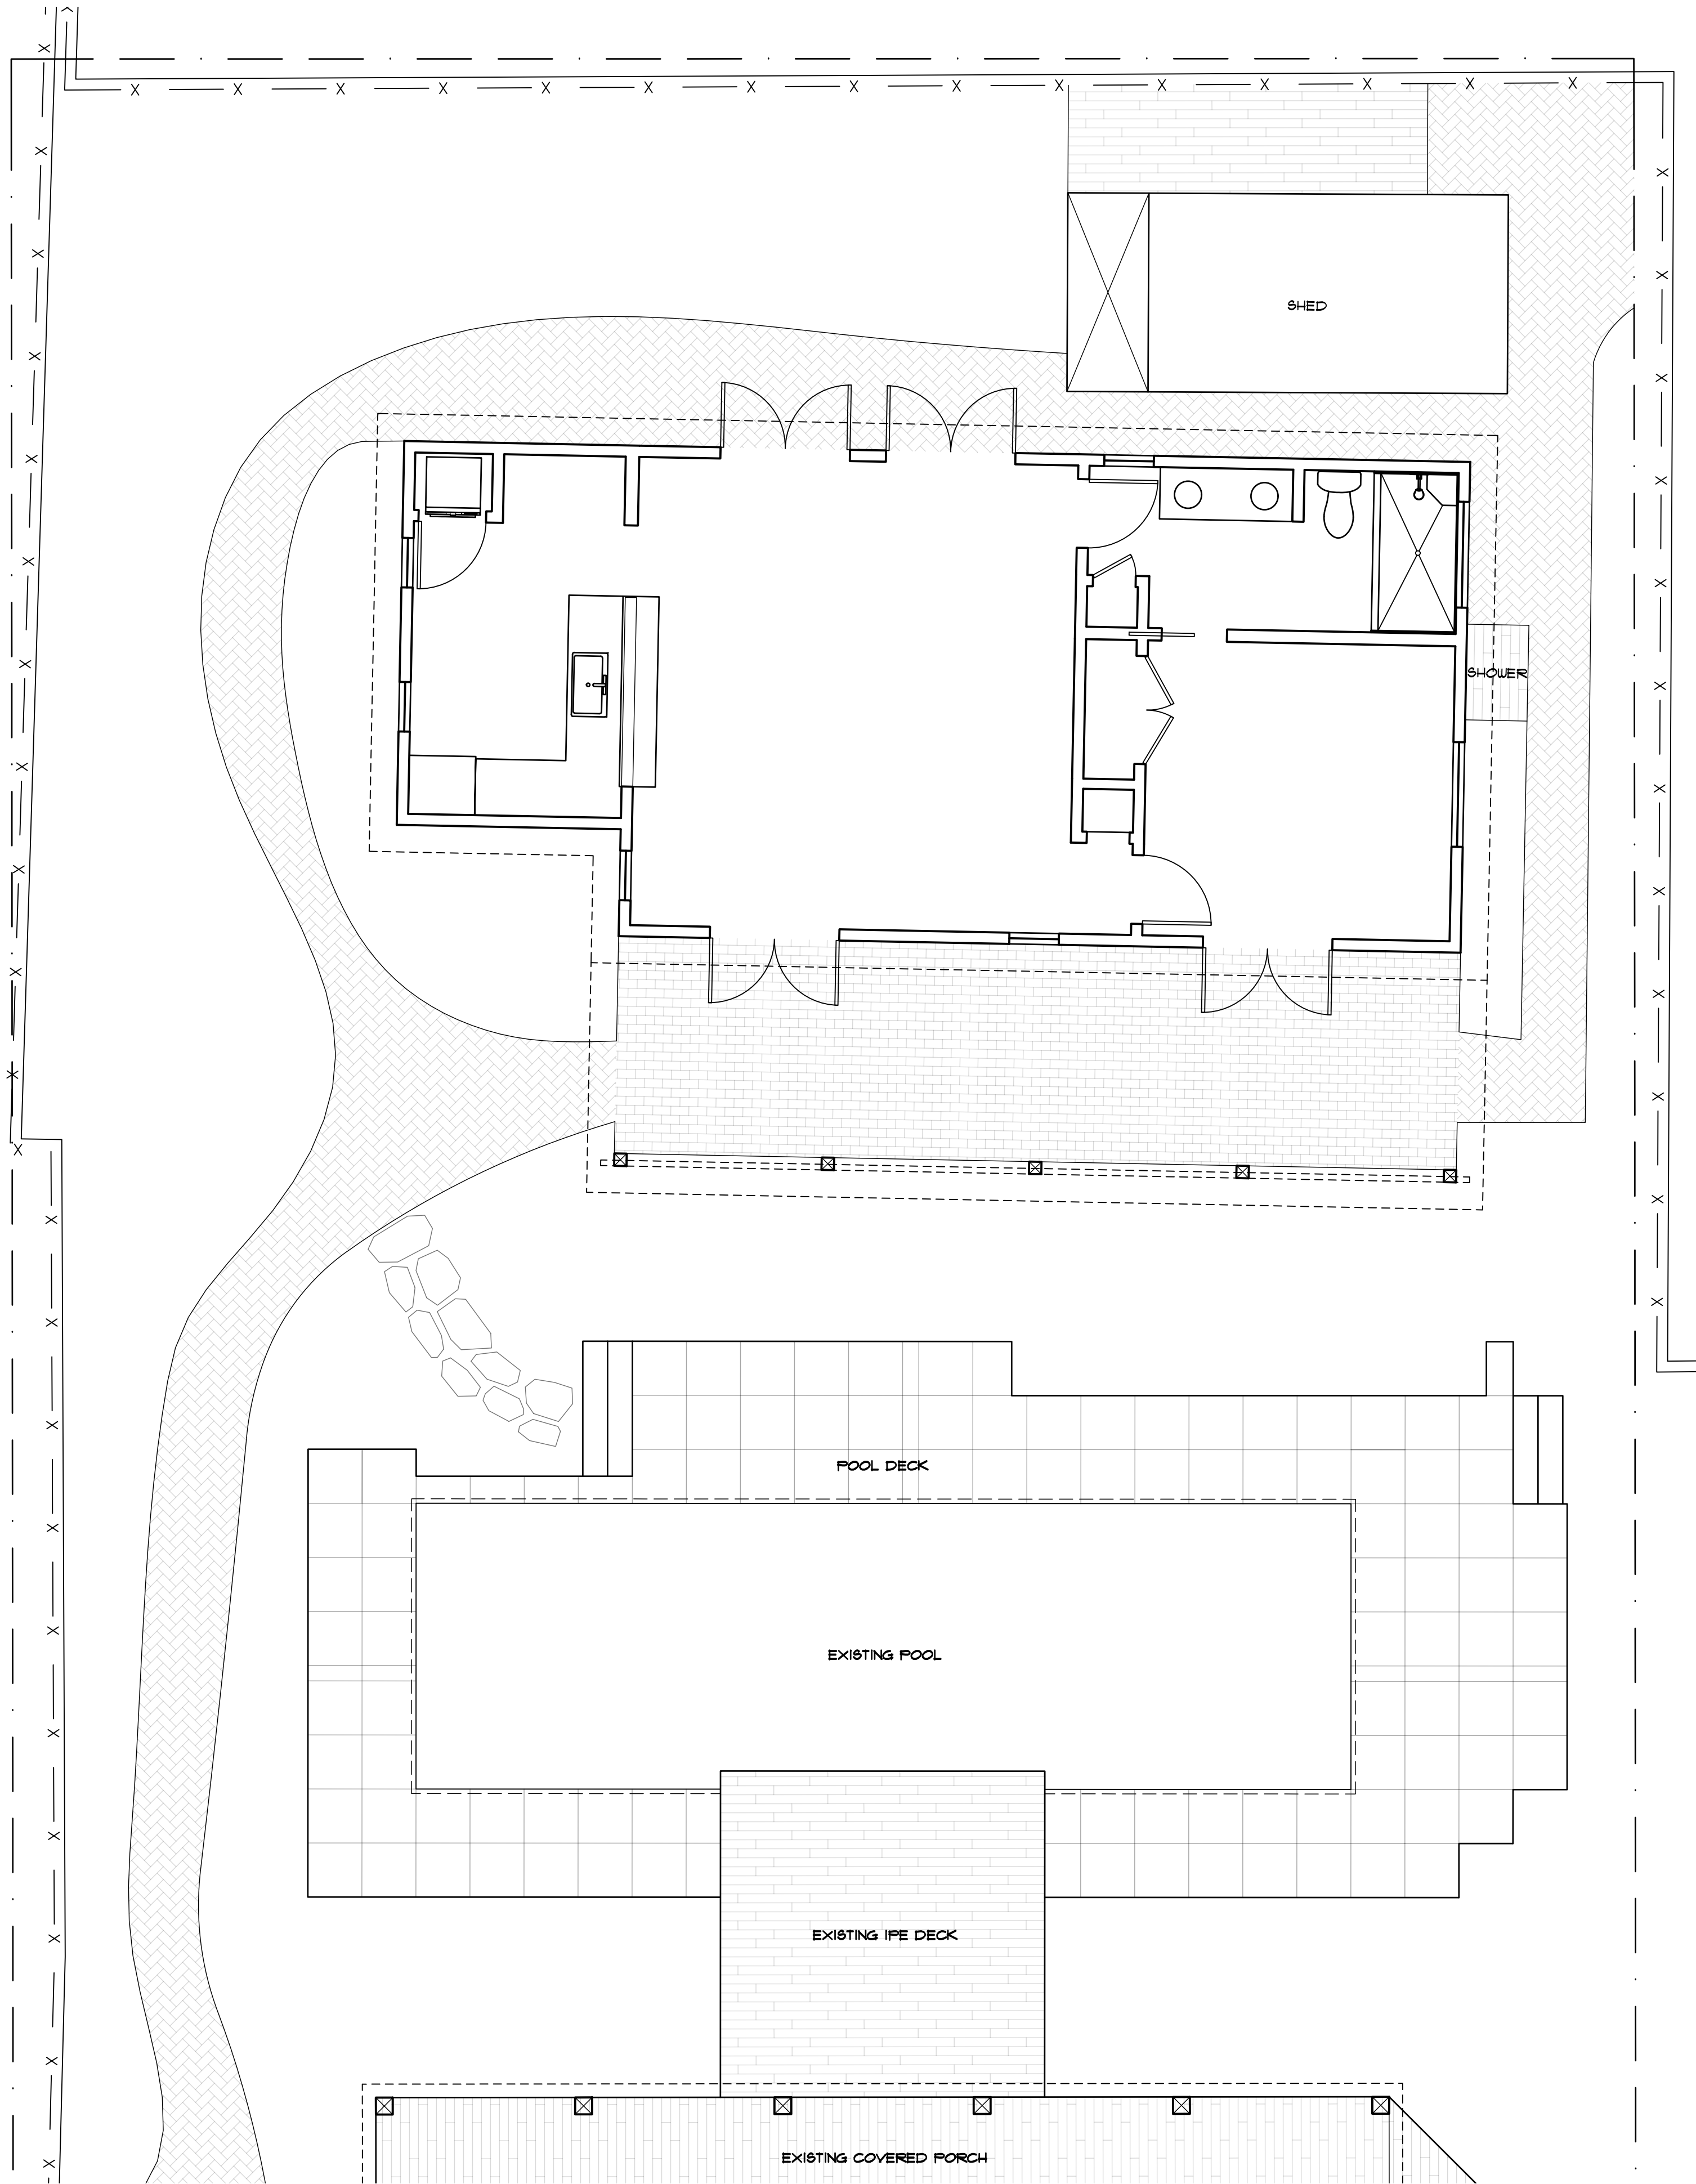 SHED
SHOWER
POOL DECK
EXISTING POOL
EXISTING IPE DECK
EXISTING COVERED PORCH